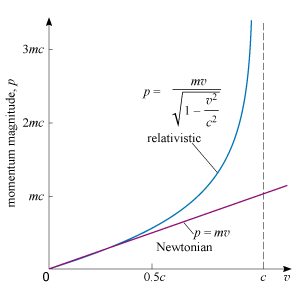 momentum magnitude, p
3mc
2mc
mc
p = mv / √(1 − v²/c²)
relativistic
p = mv
Newtonian
0
0.5c
c
v